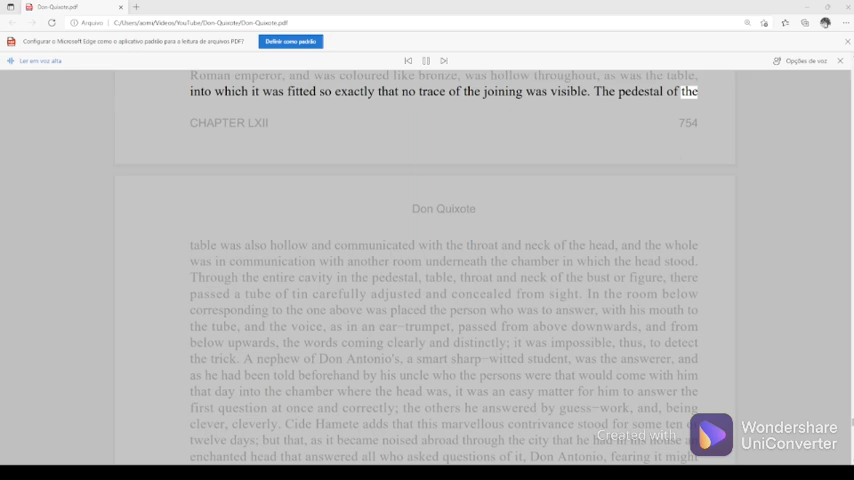 Don-Quixote.pdf
Arquivo
C:/Users/acmn/Videos/YouTube/Don-Quixote/Don-Quixote.pdf
Configurar o Microsoft Edge como o aplicativo padrão para a leitura de arquivos PDF?
Definir como padrão
Ler em voz alta
Opções de voz
Roman emperor, and was coloured like bronze, was hollow throughout, as was the table,
into which it was fitted so exactly that no trace of the joining was visible. The pedestal of the
CHAPTER LXII
754
Don Quixote
table was also hollow and communicated with the throat and neck of the head, and the whole
was in communication with another room underneath the chamber in which the head stood.
Through the entire cavity in the pedestal, table, throat and neck of the bust or figure, there
passed a tube of tin carefully adjusted and concealed from sight. In the room below
corresponding to the one above was placed the person who was to answer, with his mouth to
the tube, and the voice, as in an ear−trumpet, passed from above downwards, and from
below upwards, the words coming clearly and distinctly; it was impossible, thus, to detect
the trick. A nephew of Don Antonio's, a smart sharp−witted student, was the answerer, and
as he had been told beforehand by his uncle who the persons were that would come with him
that day into the chamber where the head was, it was an easy matter for him to answer the
first question at once and correctly; the others he answered by guess−work, and, being
clever, cleverly. Cide Hamete adds that this marvellous contrivance stood for some ten
twelve days; but that, as it became noised abroad through the city that he had in his house
enchanted head that answered all who asked questions of it, Don Antonio, fearing it might
Created with
Wondershare
UniConverter